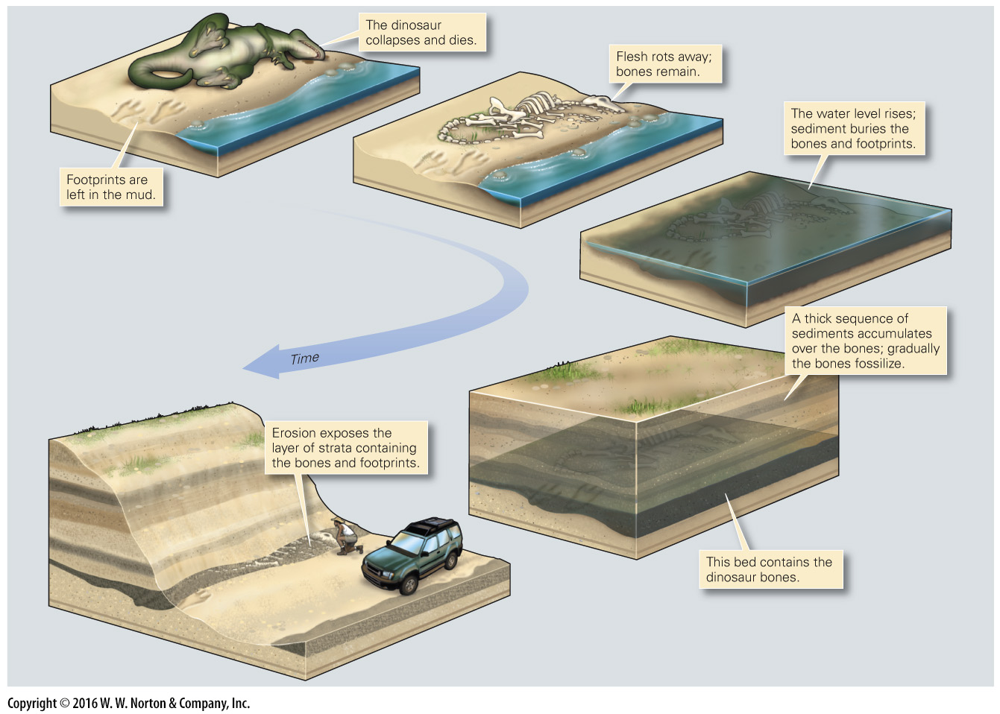 The dinosaur
collapses and dies.
Footprints are
left in the mud.
Flesh rots away;
bones remain.
The water level rises;
sediment buries the
bones and footprints.
A thick sequence of
sediments accumulates
over the bones; gradually
the bones fossilize.
This bed contains the
dinosaur bones.
Time
Erosion exposes the
layer of strata containing
the bones and footprints.
Copyright © 2016 W. W. Norton & Company, Inc.